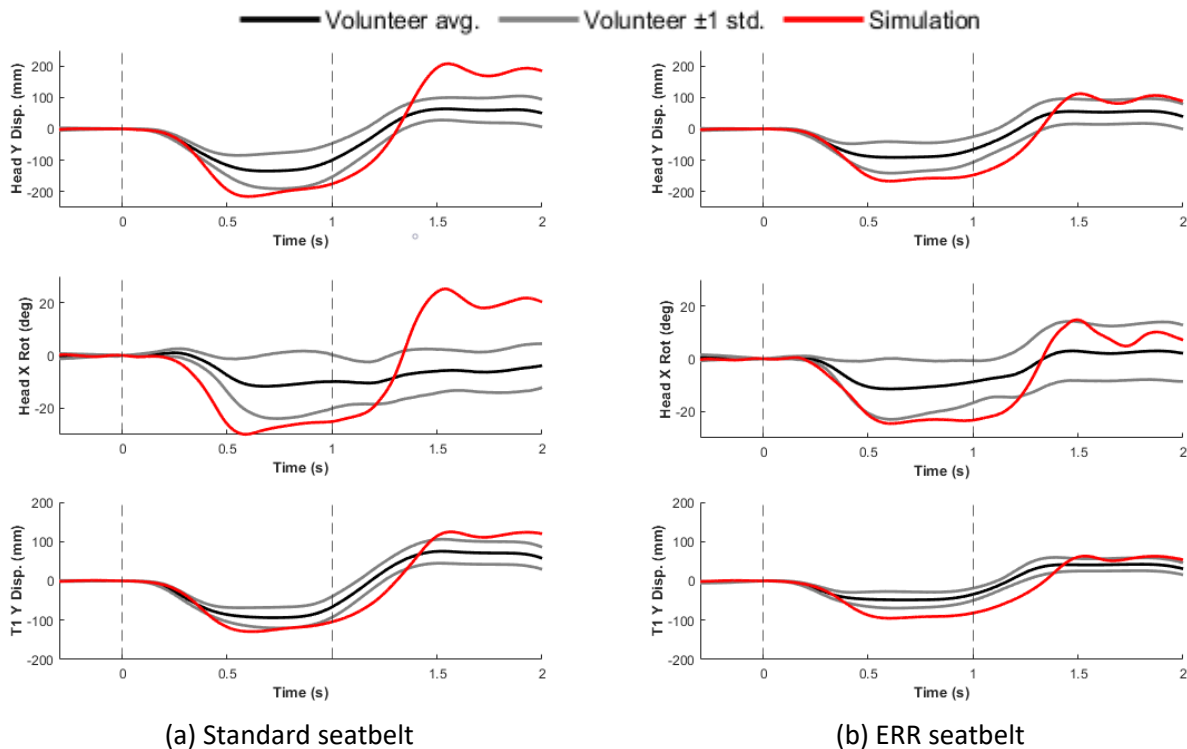 Volunteer avg. Volunteer ±1 std. Simulation
Head Y Disp. (mm)
200
100
0
-100
-200
0 0.5 1 1.5 2
Time (s)
Head Y Disp. (mm)
200
100
0
-100
-200
0 0.5 1 1.5 2
Time (s)
Head X Rot (deg)
20
0
-20
0 0.5 1 1.5 2
Time (s)
Head X Rot (deg)
20
0
-20
0 0.5 1 1.5 2
Time (s)
T1 Y Disp. (mm)
200
100
0
-100
-200
0 0.5 1 1.5 2
Time (s)
T1 Y Disp. (mm)
200
100
0
-100
-200
0 0.5 1 1.5 2
Time (s)
(a) Standard seatbelt
(b) ERR seatbelt